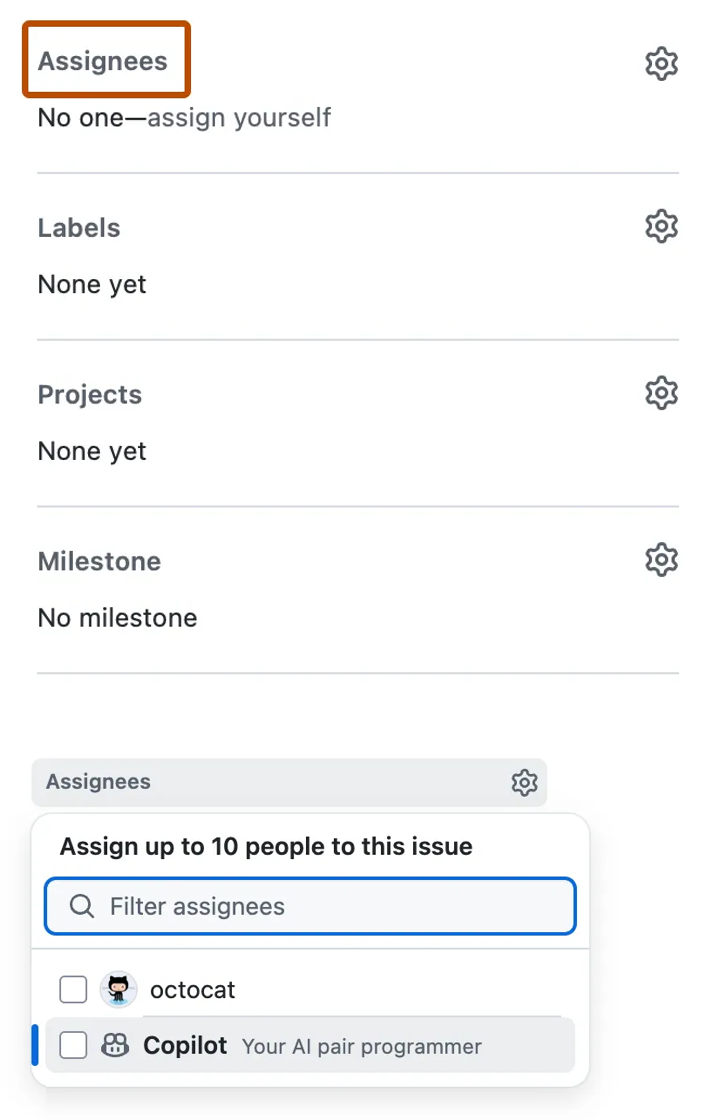 Assignees
No one—assign yourself
Labels
None yet
Projects
None yet
Milestone
No milestone
Assignees
Assign up to 10 people to this issue
Filter assignees
octocat
Copilot Your AI pair programmer